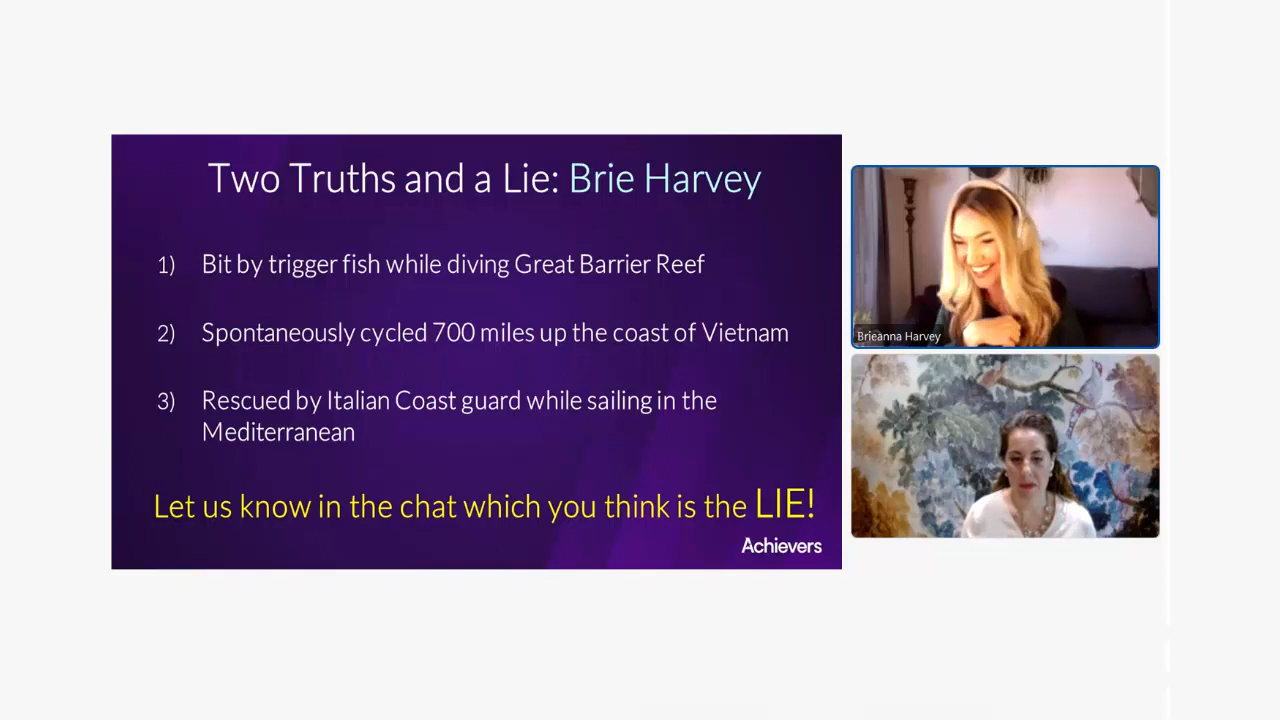 Two Truths and a Lie: Brie Harvey
1) Bit by trigger fish while diving Great Barrier Reef
2) Spontaneously cycled 700 miles up the coast of Vietnam
3) Rescued by Italian Coast guard while sailing in the
Mediterranean
Let us know in the chat which you think is the LIE!
Achievers
Brieanna Harvey